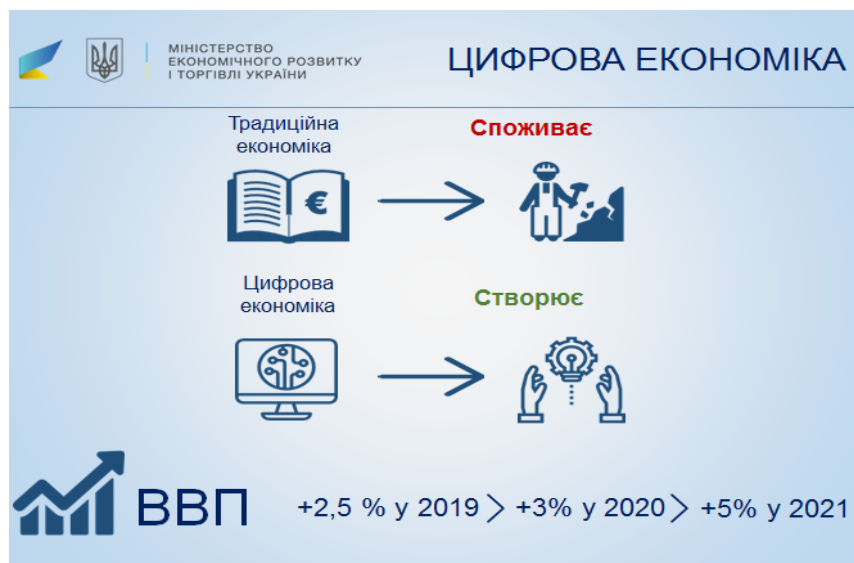 МІНІСТЕРСТВО
ЕКОНОМІЧНОГО РОЗВИТКУ
І ТОРГІВЛІ УКРАЇНИ
ЦИФРОВА ЕКОНОМІКА
Традиційна
економіка
Споживає
€
Цифрова
економіка
Створює
ВВП
+2,5 % у 2019 > +3% у 2020 > +5% у 2021